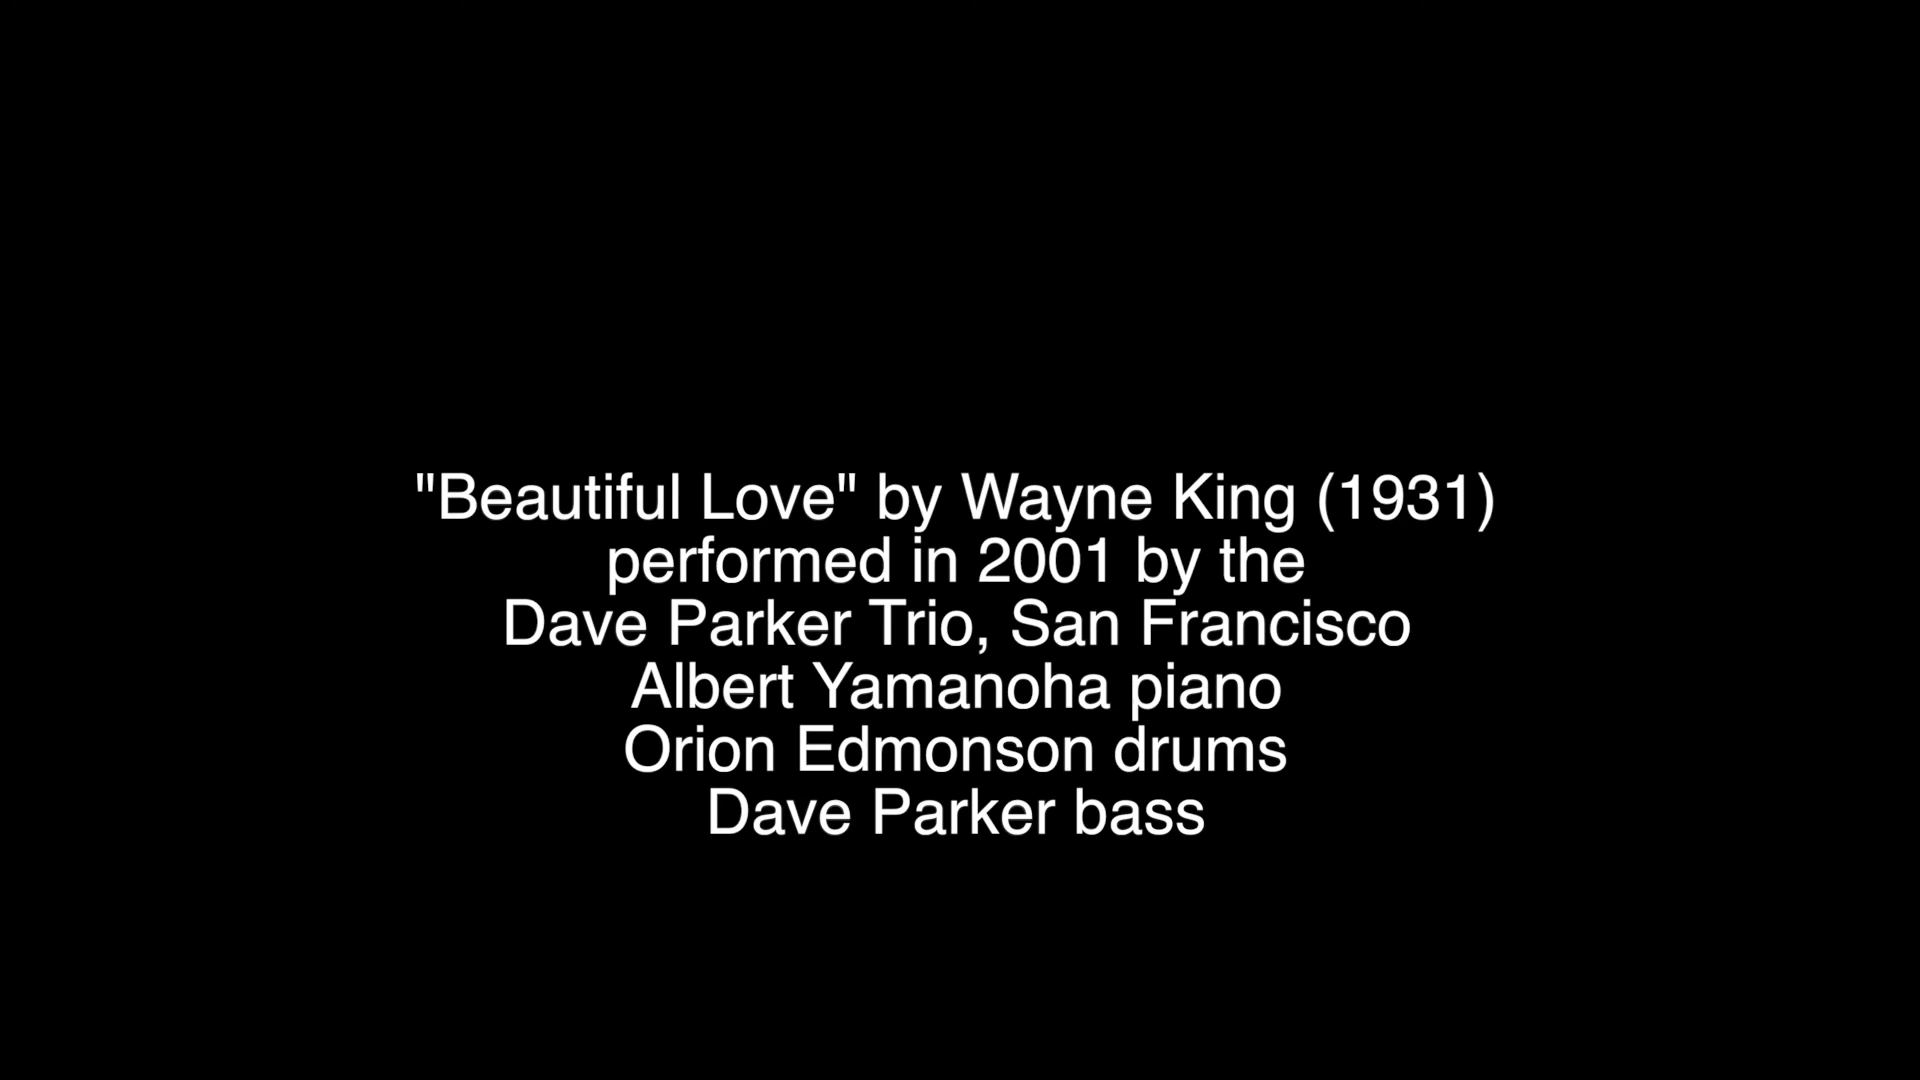 "Beautiful Love" by Wayne King (1931)
performed in 2001 by the
Dave Parker Trio, San Francisco
Albert Yamanoha piano
Orion Edmonson drums
Dave Parker bass